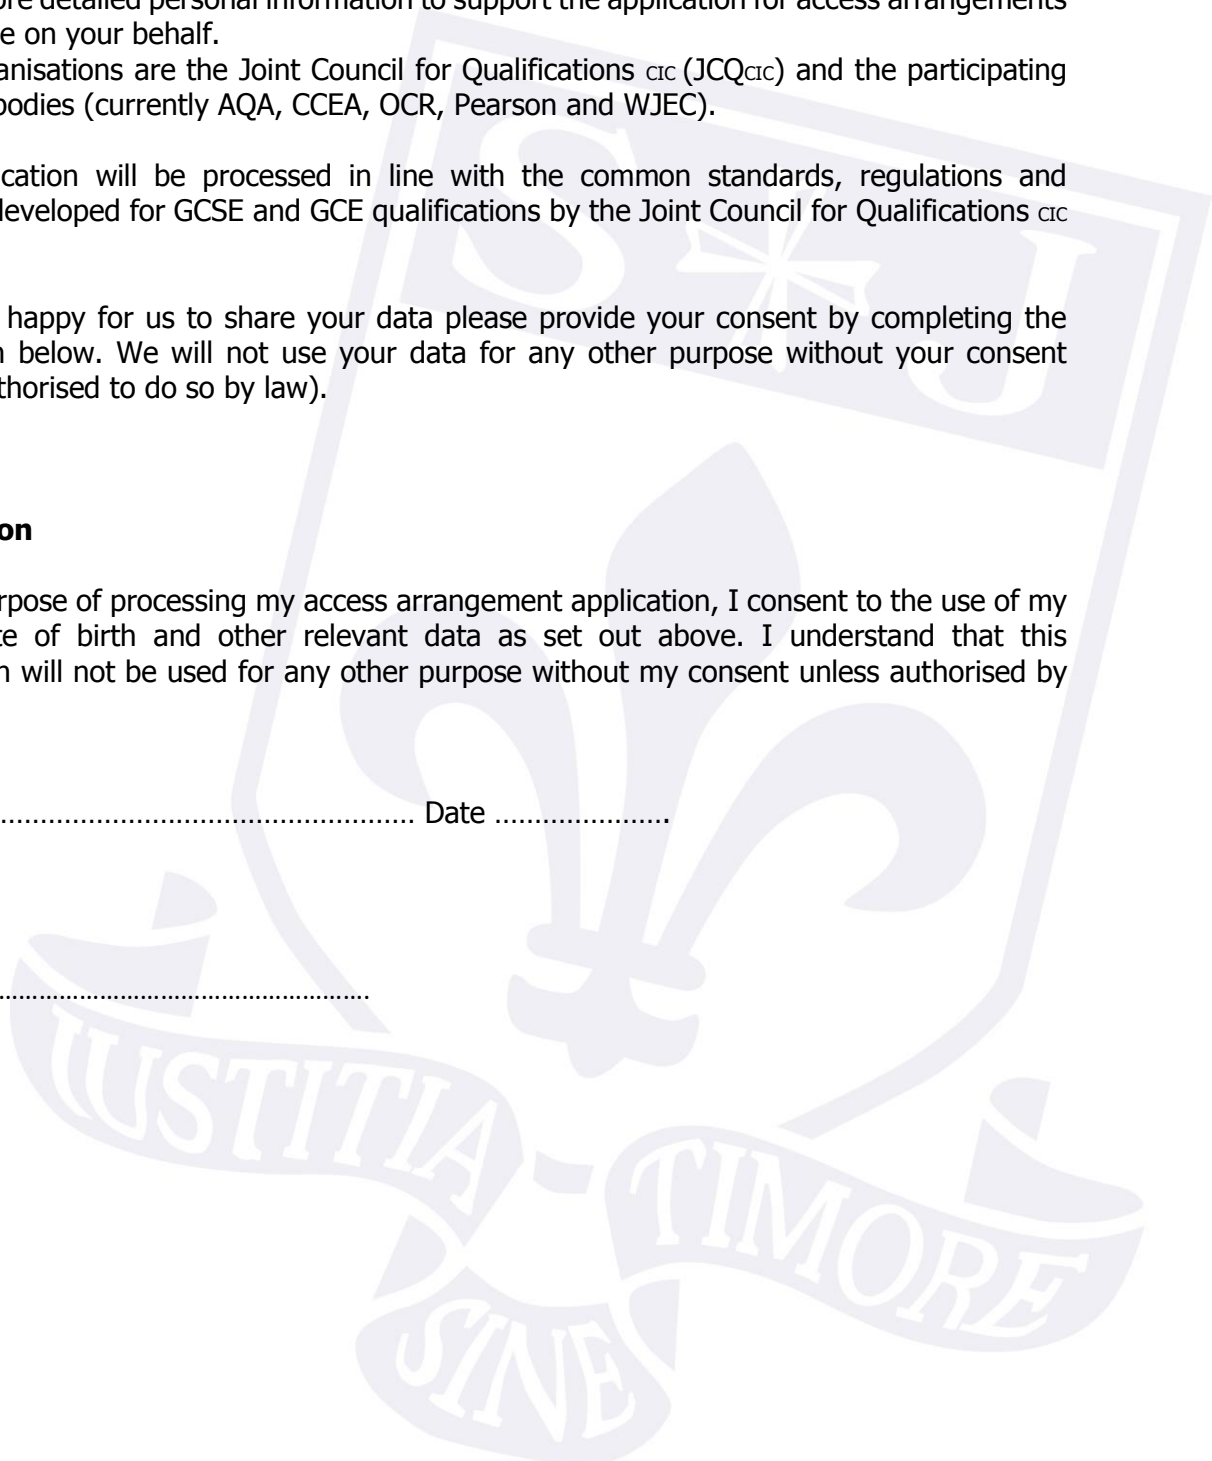 re detailed personal information to support the application for access arrangements
e on your behalf.
anisations are the Joint Council for Qualifications CIC (JCQCIC) and the participating
bodies (currently AQA, CCEA, OCR, Pearson and WJEC).
cation will be processed in line with the common standards, regulations and
developed for GCSE and GCE qualifications by the Joint Council for Qualifications CIC
happy for us to share your data please provide your consent by completing the
n below. We will not use your data for any other purpose without your consent
thorised to do so by law).
on
rpose of processing my access arrangement application, I consent to the use of my
te of birth and other relevant data as set out above. I understand that this
n will not be used for any other purpose without my consent unless authorised by
…………………………………………… Date ………………….
……………………………………………….
S J
IUSTITIA
SINE
TIMORE